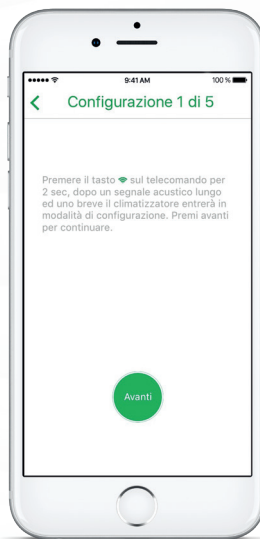 9:41 AM
100 %
Configurazione 1 di 5
Premere il tasto sul telecomando per
2 sec, dopo un segnale acustico lungo
ed uno breve il climatizzatore entrerà in
modalità di configurazione. Premi avanti
per continuare.
Avanti